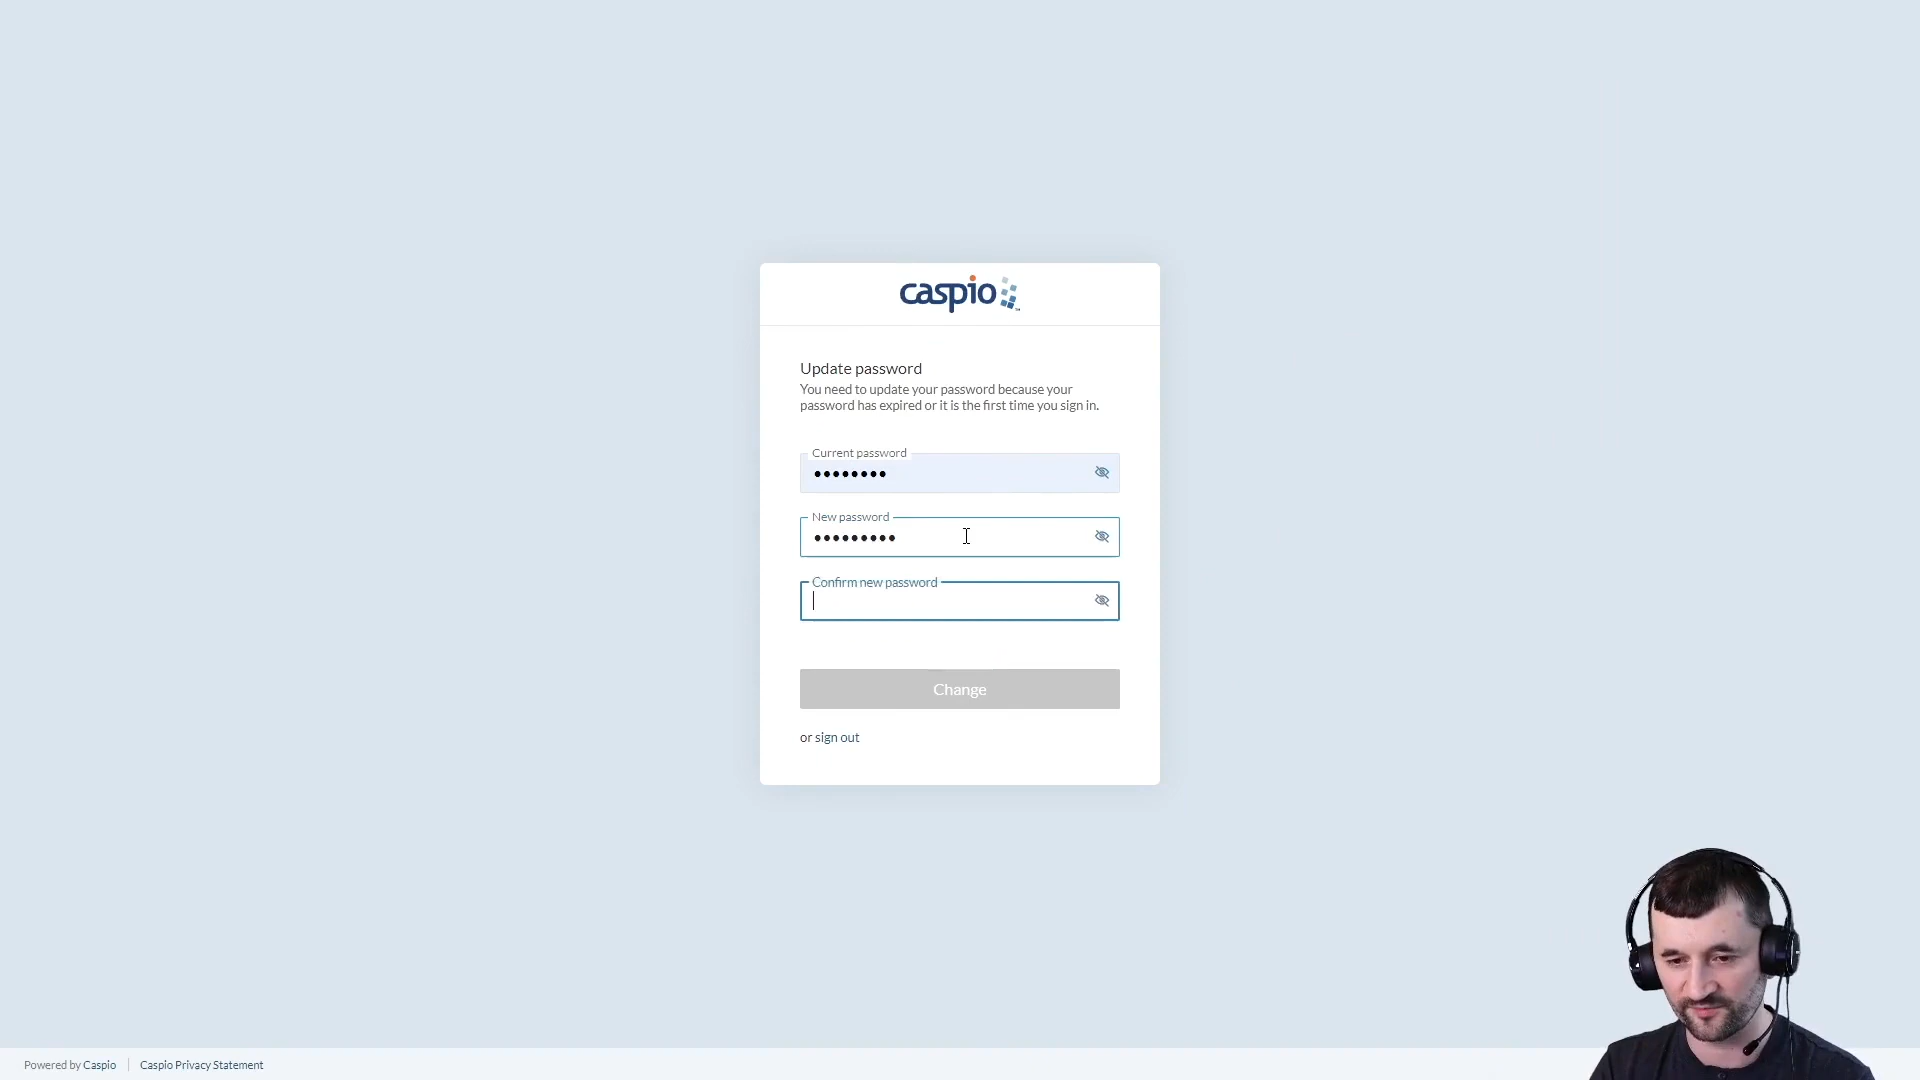 caspio
Update password
You need to update your password because your
password has expired or it is the first time you sign in.
Current password
••••••••
New password
•••••••••
Confirm new password
Change
or sign out
Powered by Caspio
Caspio Privacy Statement